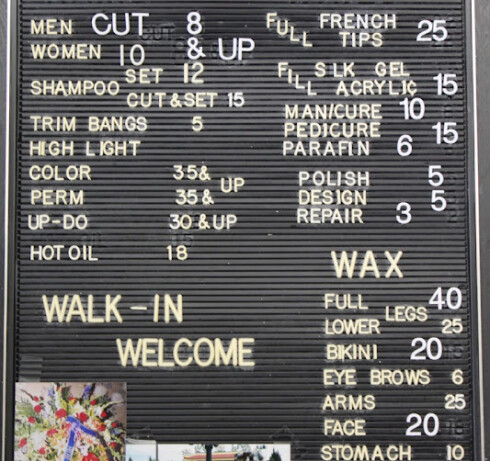 MEN CUT 8
WOMEN 10 & UP
SHAMPOO SET 12
CUT & SET 15
TRIM BANGS 5
HIGH LIGHT
COLOR 35 &
UP
PERM 35 &
UP-DO 30 & UP
HOT OIL 18
WALK-IN
WELCOME
FULL FRENCH TIPS 25
FILL SILK GEL
ACRYLIC 15
MANICURE 10
PEDICURE 15
PARAFIN 6
POLISH 5
DESIGN 5
REPAIR 3
WAX
FULL LEGS 40
LOWER 25
BIKINI 20
EYE BROWS 6
ARMS 25
FACE 20
STOMACH 10